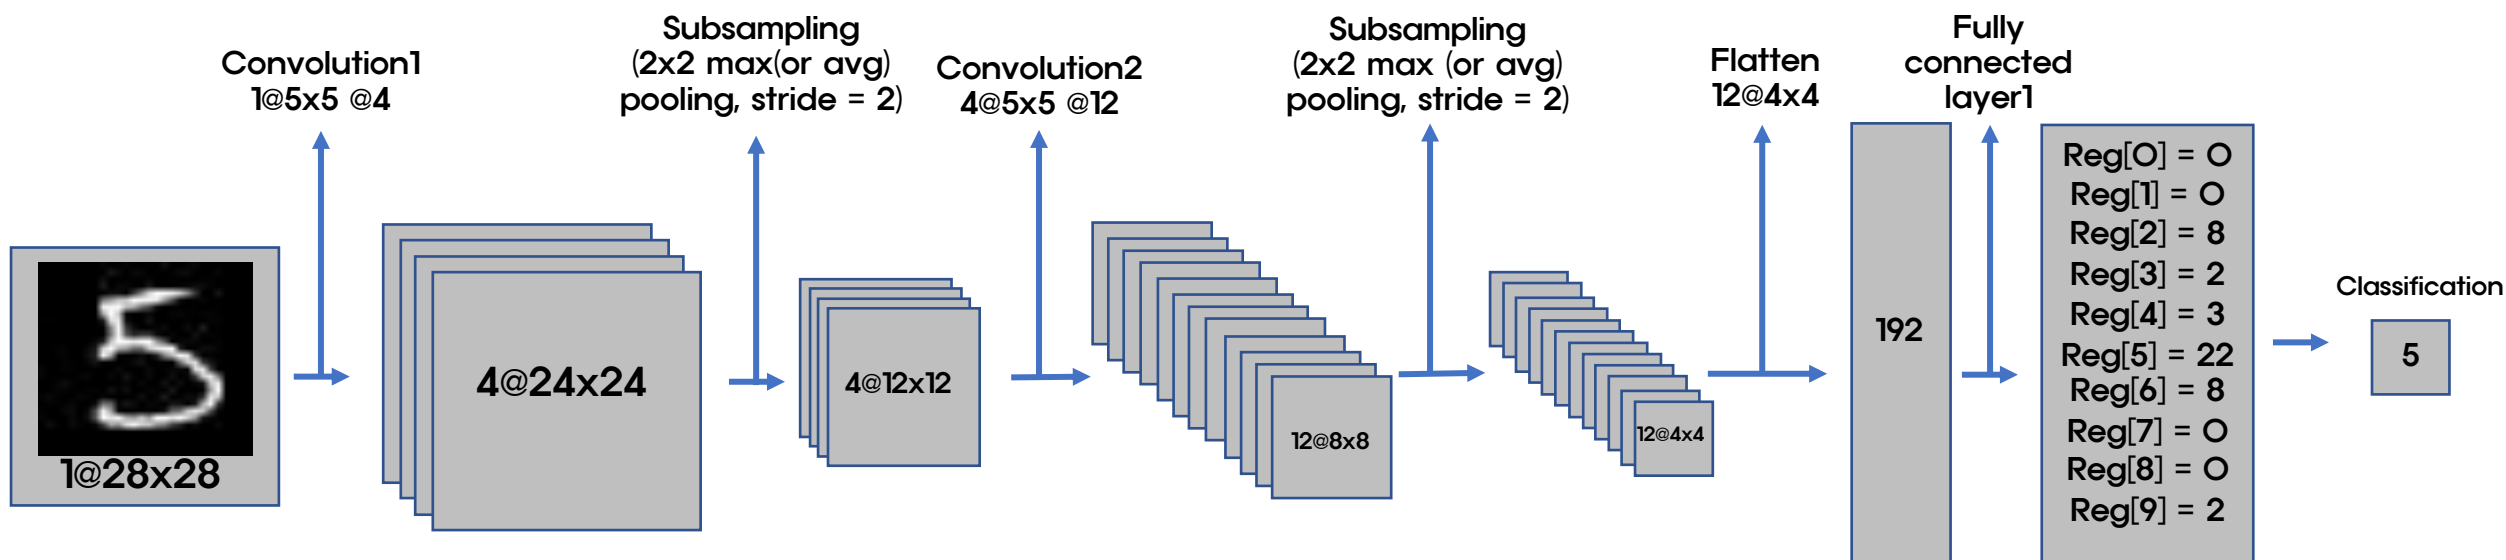 Convolution1
1@5x5 @4
Subsampling
(2x2 max(or avg)
pooling, stride = 2)
Convolution2
4@5x5 @12
Subsampling
(2x2 max (or avg)
pooling, stride = 2)
Flatten
12@4x4
Fully
connected
layer1
5
1@28x28
4@24x24
4@12x12
12@8x8
12@4x4
192
Reg[0] = 0
Reg[1] = 0
Reg[2] = 8
Reg[3] = 2
Reg[4] = 3
Reg[5] = 22
Reg[6] = 8
Reg[7] = 0
Reg[8] = 0
Reg[9] = 2
Classification
5